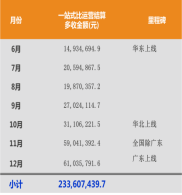 月份 一站式比运营结算多收金额(元) 里程碑
6月 14,934,694.9 华东上线
7月 20,594,867.5
8月 19,870,357.2
9月 27,024,114.7
10月 31,106,221.5 华北上线
11月 59,041,392.4 全国除广东
12月 61,035,791.6 广东上线
小计 233,607,439.7